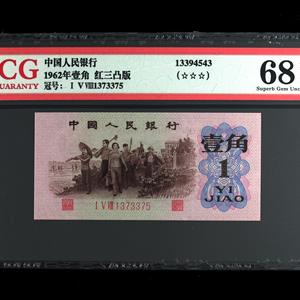 CG
UARANTY
中国人民银行
1962年壹角 红三凸版
冠号: I V VIII 1373375
13394543
(☆☆☆)
68
Superb Gem Unc
中国人民银行
壹角
1
YI
JIAO
I V VIII 1373375